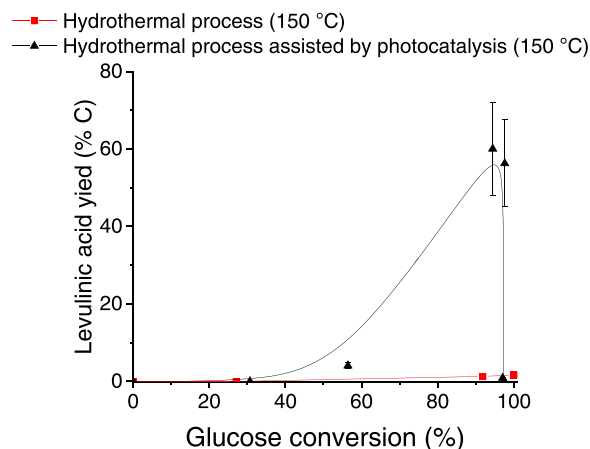 Hydrothermal process (150 °C)
Hydrothermal process assisted by photocatalysis (150 °C)
80
60
40
20
0
Levulinic acid yied (% C)
0 20 40 60 80 100
Glucose conversion (%)